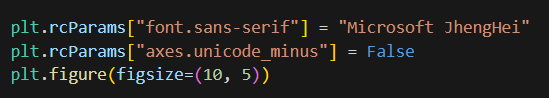 plt.rcParams["font.sans-serif"] = "Microsoft JhengHei"
plt.rcParams["axes.unicode_minus"] = False
plt.figure(figsize=(10, 5))